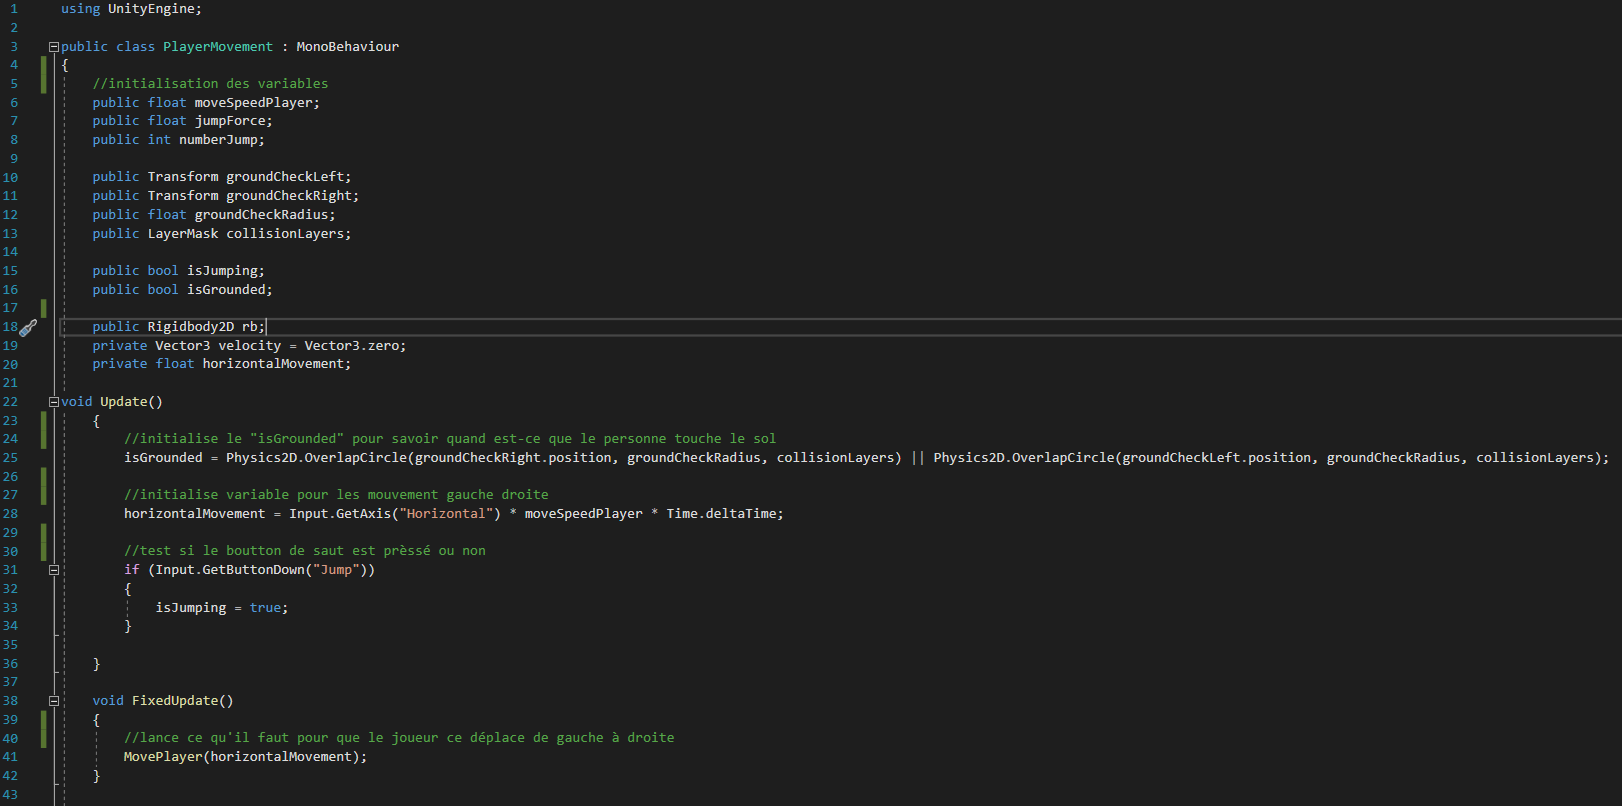 1 using UnityEngine;
2
3 public class PlayerMovement : MonoBehaviour
4 {
5 //initialisation des variables
6 public float moveSpeedPlayer;
7 public float jumpForce;
8 public int numberJump;
9
10 public Transform groundCheckLeft;
11 public Transform groundCheckRight;
12 public float groundCheckRadius;
13 public LayerMask collisionLayers;
14
15 public bool isJumping;
16 public bool isGrounded;
17
18 public Rigidbody2D rb;
19 private Vector3 velocity = Vector3.zero;
20 private float horizontalMovement;
21
22 void Update()
23 {
24 //initialise le "isGrounded" pour savoir quand est-ce que le personne touche le sol
25 isGrounded = Physics2D.OverlapCircle(groundCheckRight.position, groundCheckRadius, collisionLayers) || Physics2D.OverlapCircle(groundCheckLeft.position, groundCheckRadius, collisionLayers);
26
27 //initialise variable pour les mouvement gauche droite
28 horizontalMovement = Input.GetAxis("Horizontal") * moveSpeedPlayer * Time.deltaTime;
29
30 //test si le boutton de saut est prèssé ou non
31 if (Input.GetButtonDown("Jump"))
32 {
33 isJumping = true;
34 }
35
36 }
37
38 void FixedUpdate()
39 {
40 //lance ce qu'il faut pour que le joueur ce déplace de gauche à droite
41 MovePlayer(horizontalMovement);
42 }
43